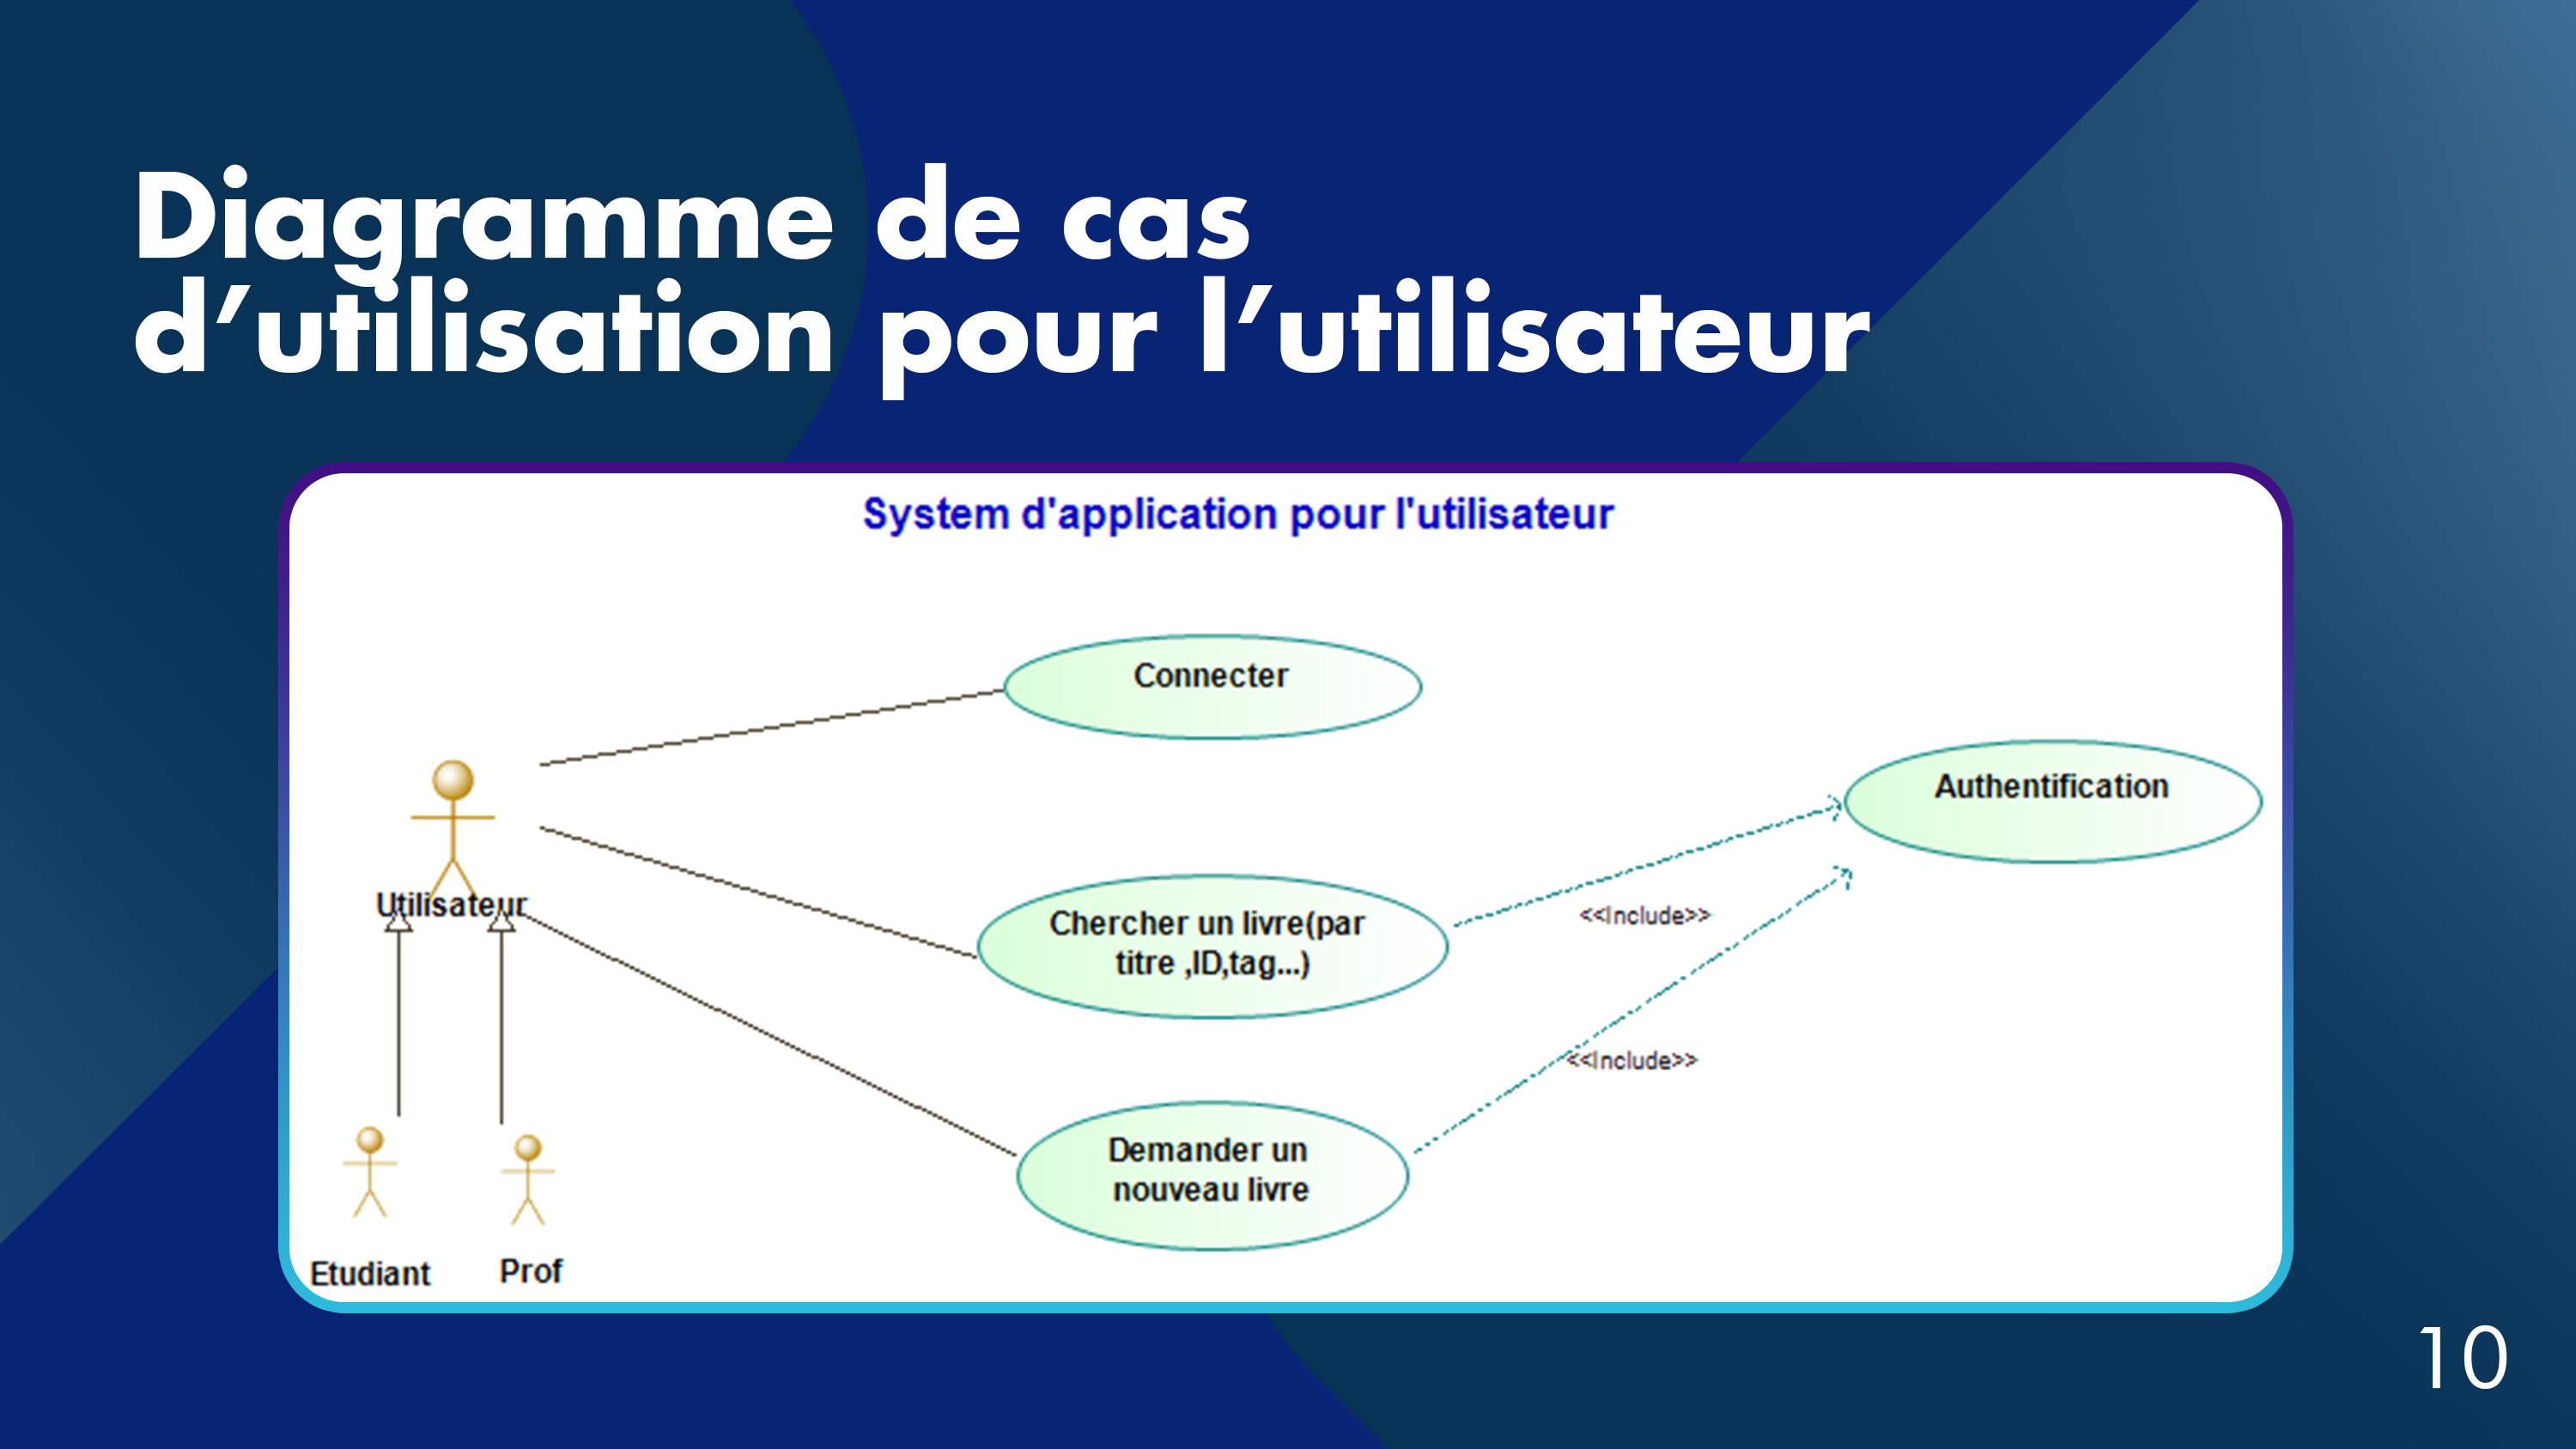 Diagramme de cas
d’utilisation pour l’utilisateur
System d'application pour l'utilisateur
Connecter
Authentification
Utilisateur
Chercher un livre(par
titre ,ID,tag...)
<<Include>>
<<Include>>
Demander un
nouveau livre
Etudiant
Prof
10